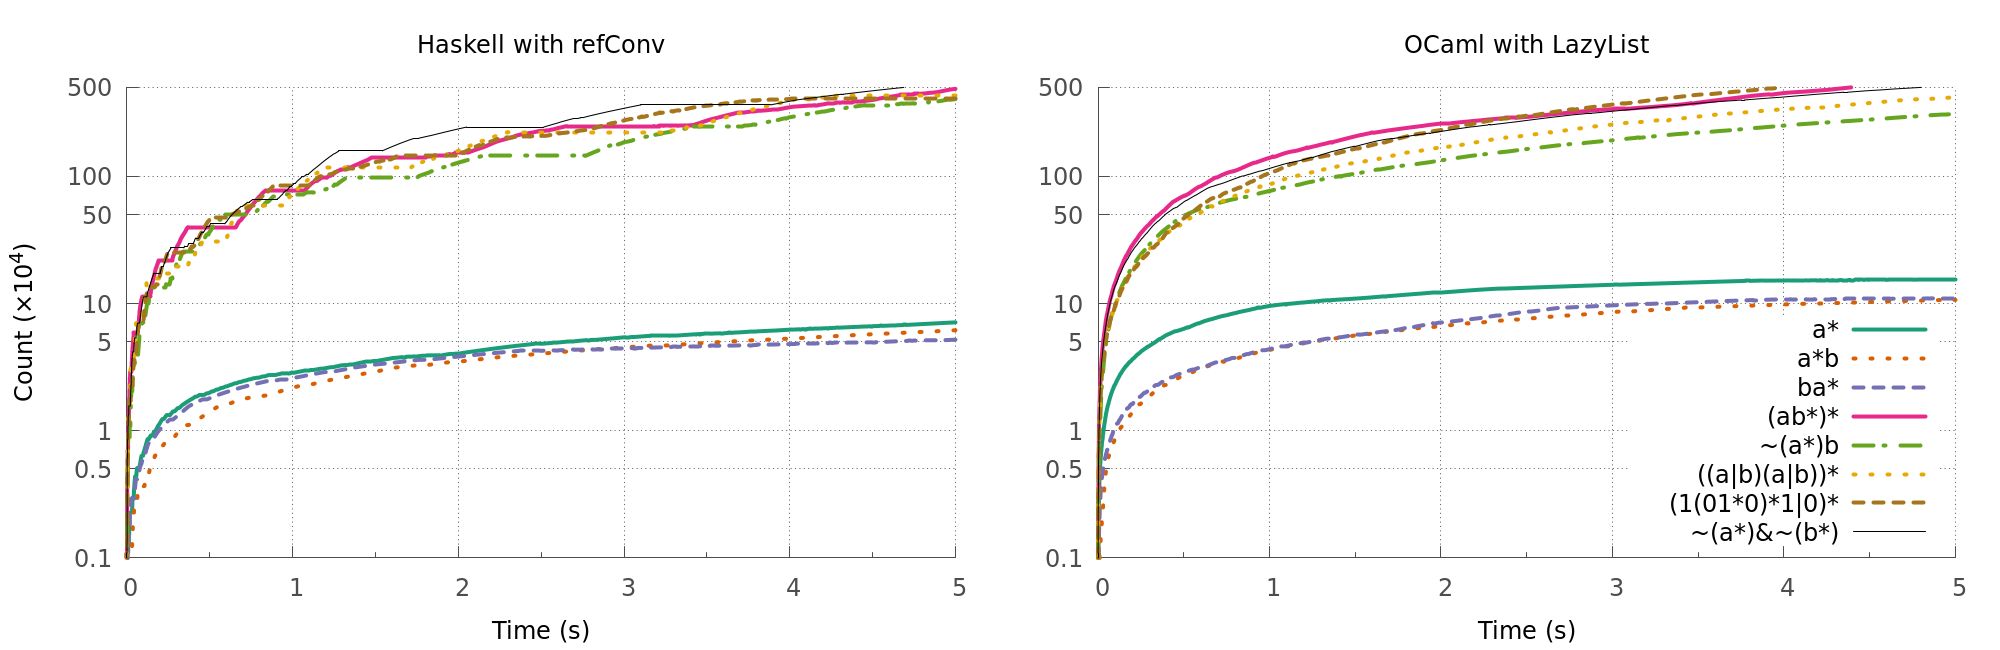 Haskell with refConv
500
100
50
10
5
1
0.5
0.1
Count (×10⁴)
0
1
2
3
4
5
Time (s)
OCaml with LazyList
500
100
50
10
5
1
0.5
0.1
0
1
2
3
4
5
Time (s)
a*
a*b
ba*
(ab*)*
~(a*)b
((a|b)(a|b))*
(1(01*0)*1|0)*
~(a*)&~(b*)